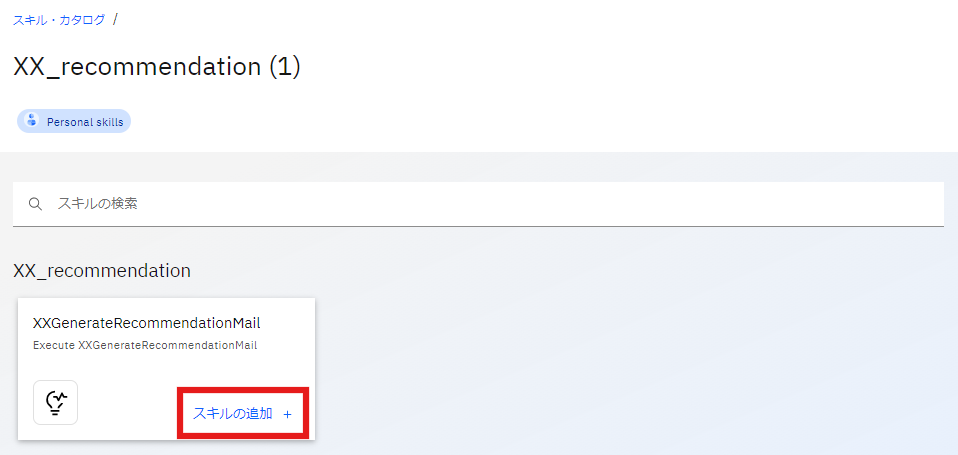 スキル・カタログ /
XX_recommendation (1)
Personal skills
スキルの検索
XX_recommendation
XXGenerateRecommendationMail
Execute XXGenerateRecommendationMail
スキルの追加 +